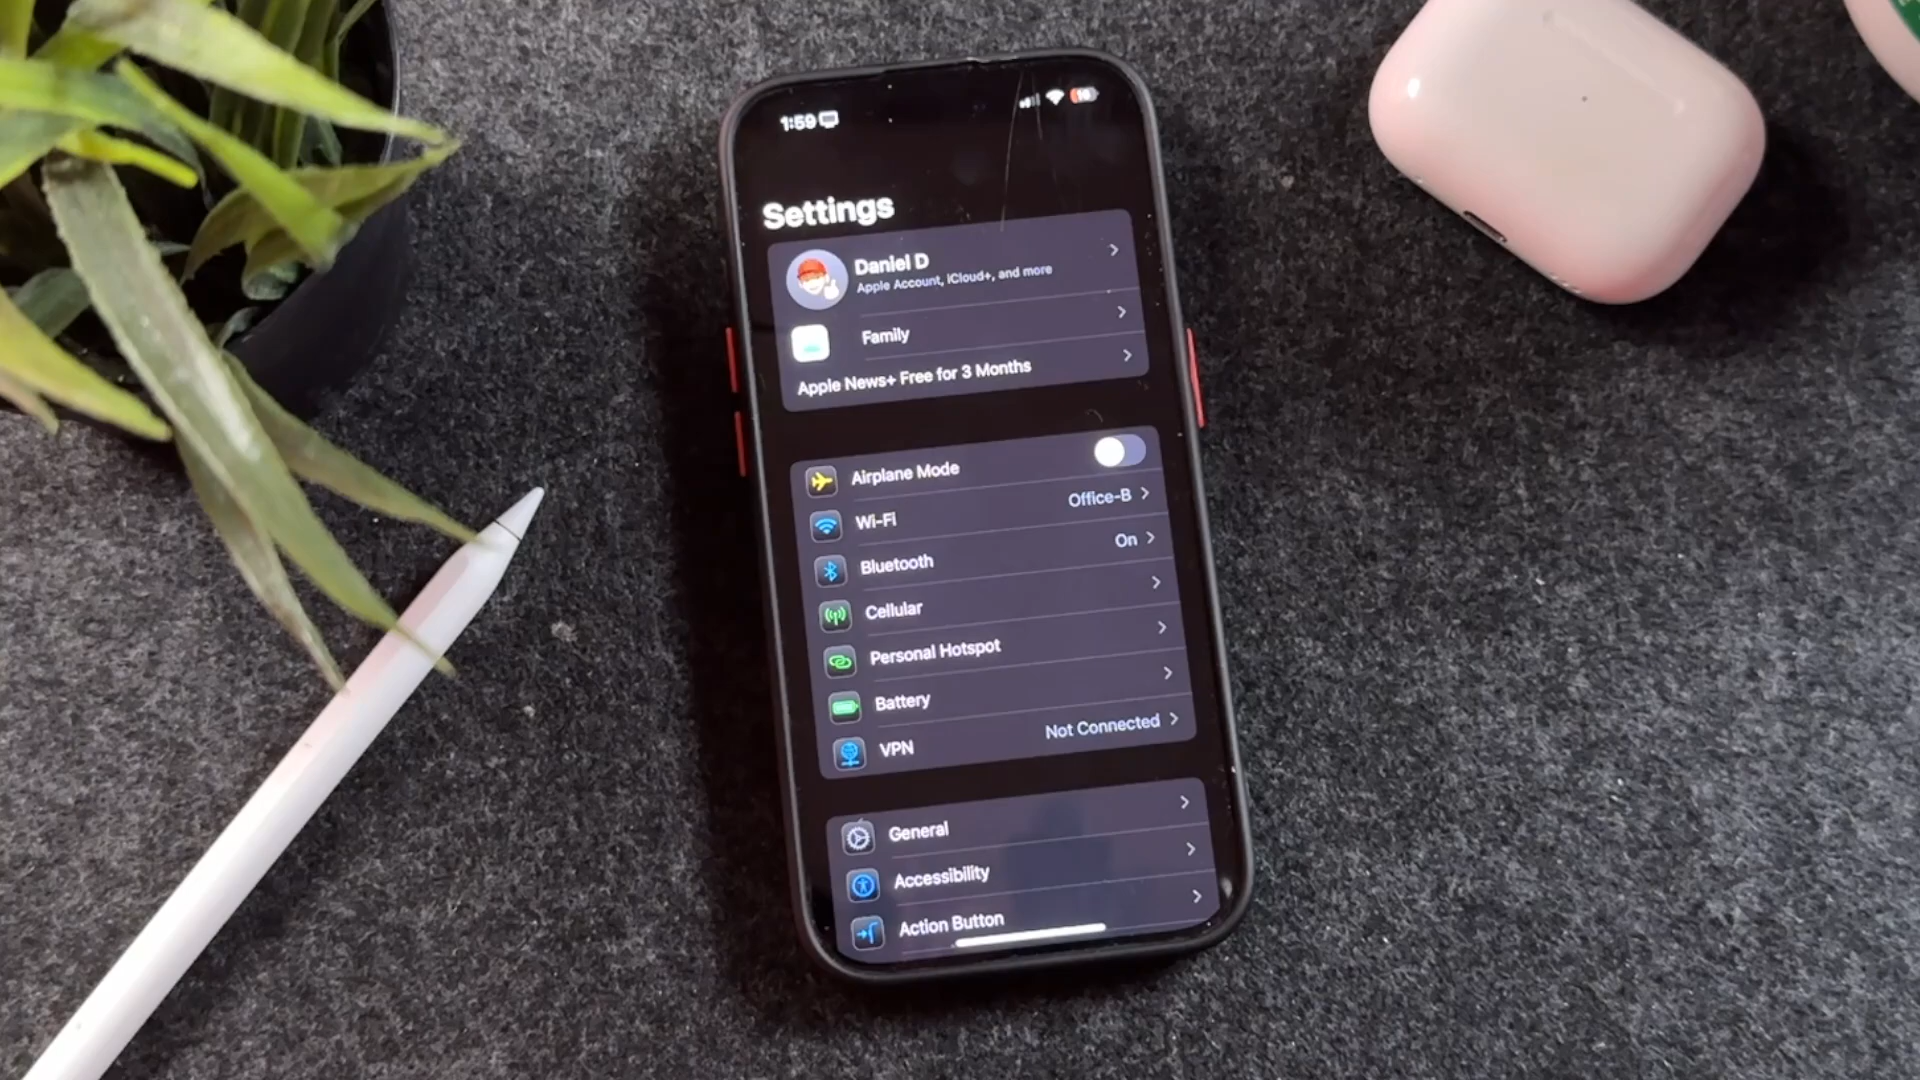 1:59
Settings
Daniel D
Apple Account, iCloud+, and more
Family
Apple News+ Free for 3 Months
Airplane Mode
Wi-Fi Office-B
Bluetooth On
Cellular
Personal Hotspot
Battery
VPN Not Connected
General
Accessibility
Action Button